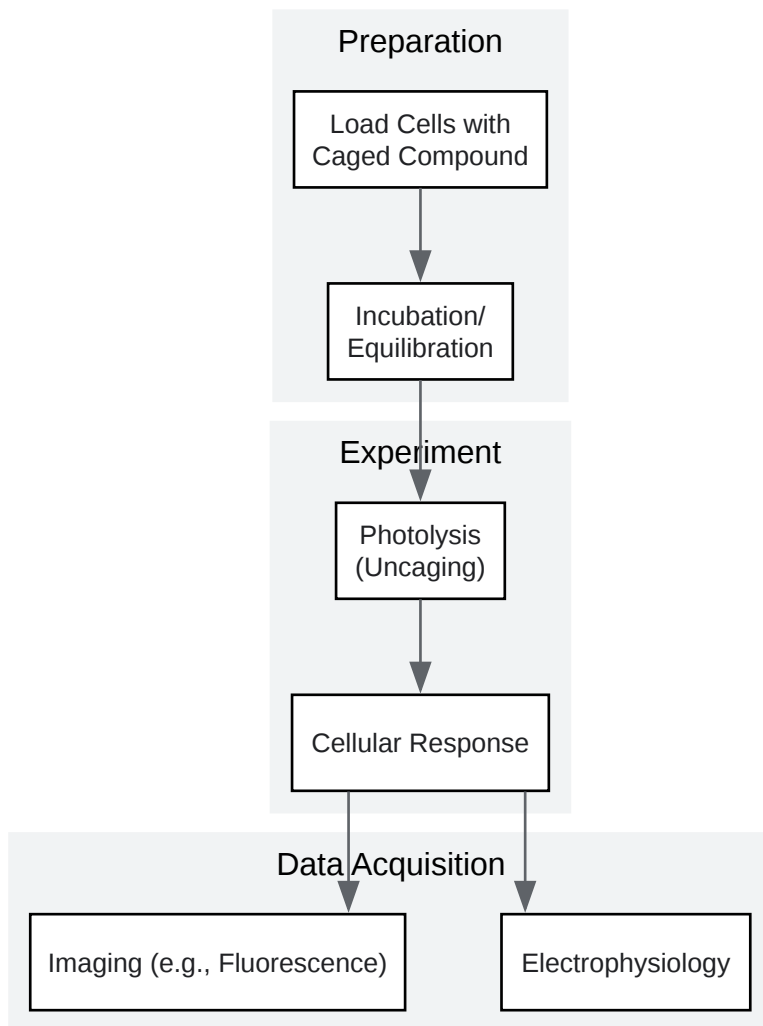 Preparation
Load Cells with
Caged Compound
Incubation/
Equilibration
Experiment
Photolysis
(Uncaging)
Cellular Response
Data Acquisition
Imaging (e.g., Fluorescence)
Electrophysiology